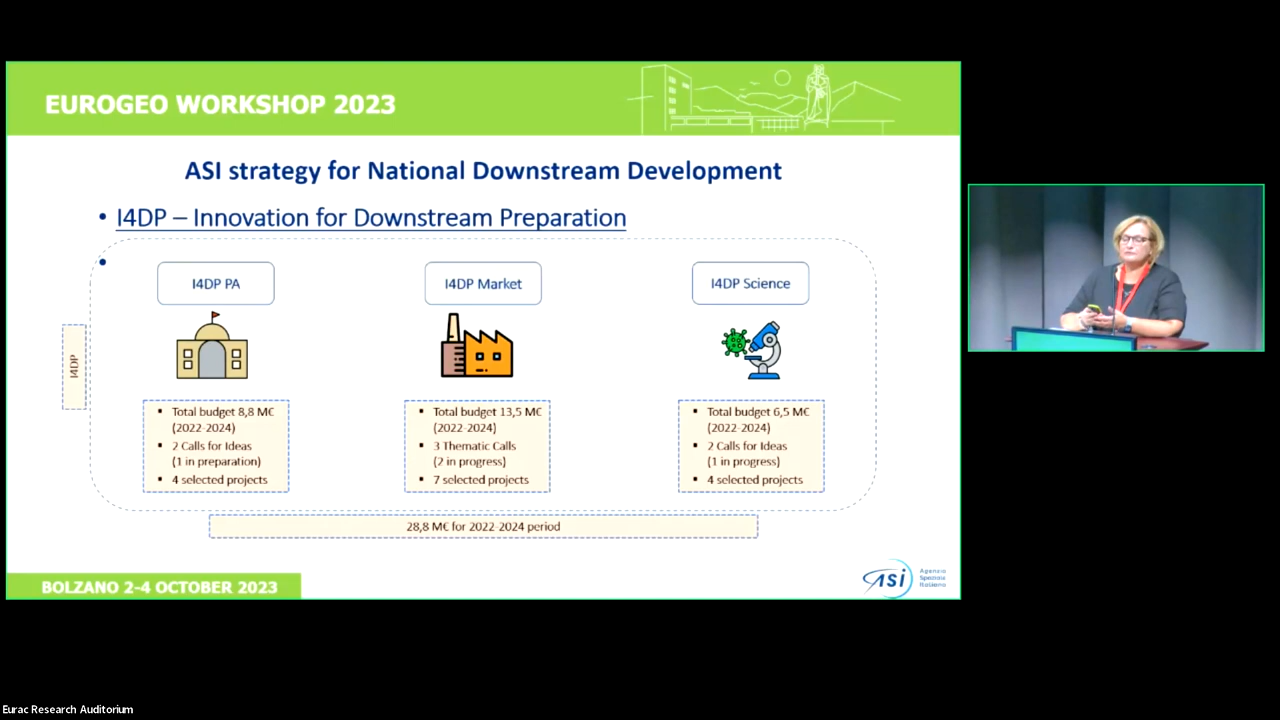 EUROGEO WORKSHOP 2023
ASI strategy for National Downstream Development
• I4DP – Innovation for Downstream Preparation
•
I4DP
I4DP PA
▪ Total budget 8,8 M€
(2022-2024)
▪ 2 Calls for Ideas
(1 in preparation)
▪ 4 selected projects
I4DP Market
▪ Total budget 13,5 M€
(2022-2024)
▪ 3 Thematic Calls
(2 in progress)
▪ 7 selected projects
I4DP Science
▪ Total budget 6,5 M€
(2022-2024)
▪ 2 Calls for Ideas
(1 in progress)
▪ 4 selected projects
28,8 M€ for 2022-2024 period
BOLZANO 2-4 OCTOBER 2023
ASI
Agenzia
Spaziale
Italiana
Eurac Research Auditorium